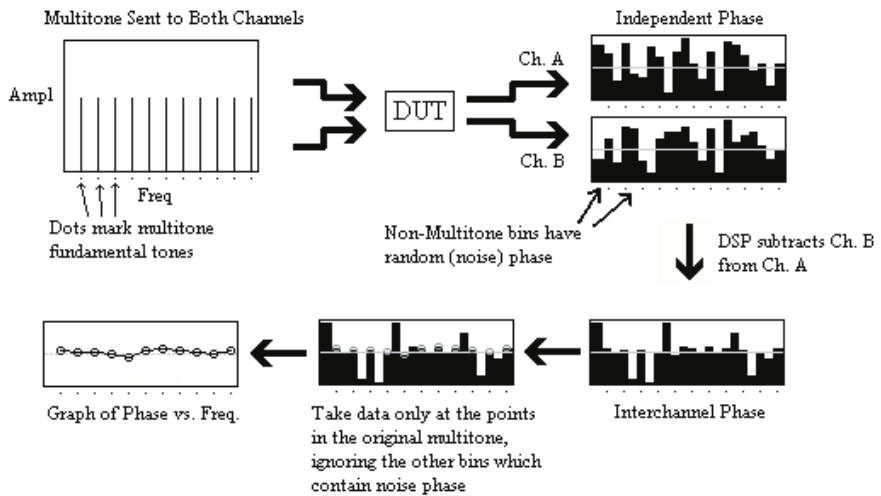 Multitone Sent to Both Channels
Ampl
Freq
Dots mark multitone
fundamental tones
DUT
Ch. A
Ch. B
Independent Phase
Non-Multitone bins have
random (noise) phase
DSP subtracts Ch. B
from Ch. A
Interchannel Phase
Take data only at the points
in the original multitone,
ignoring the other bins which
contain noise phase
Graph of Phase vs. Freq.